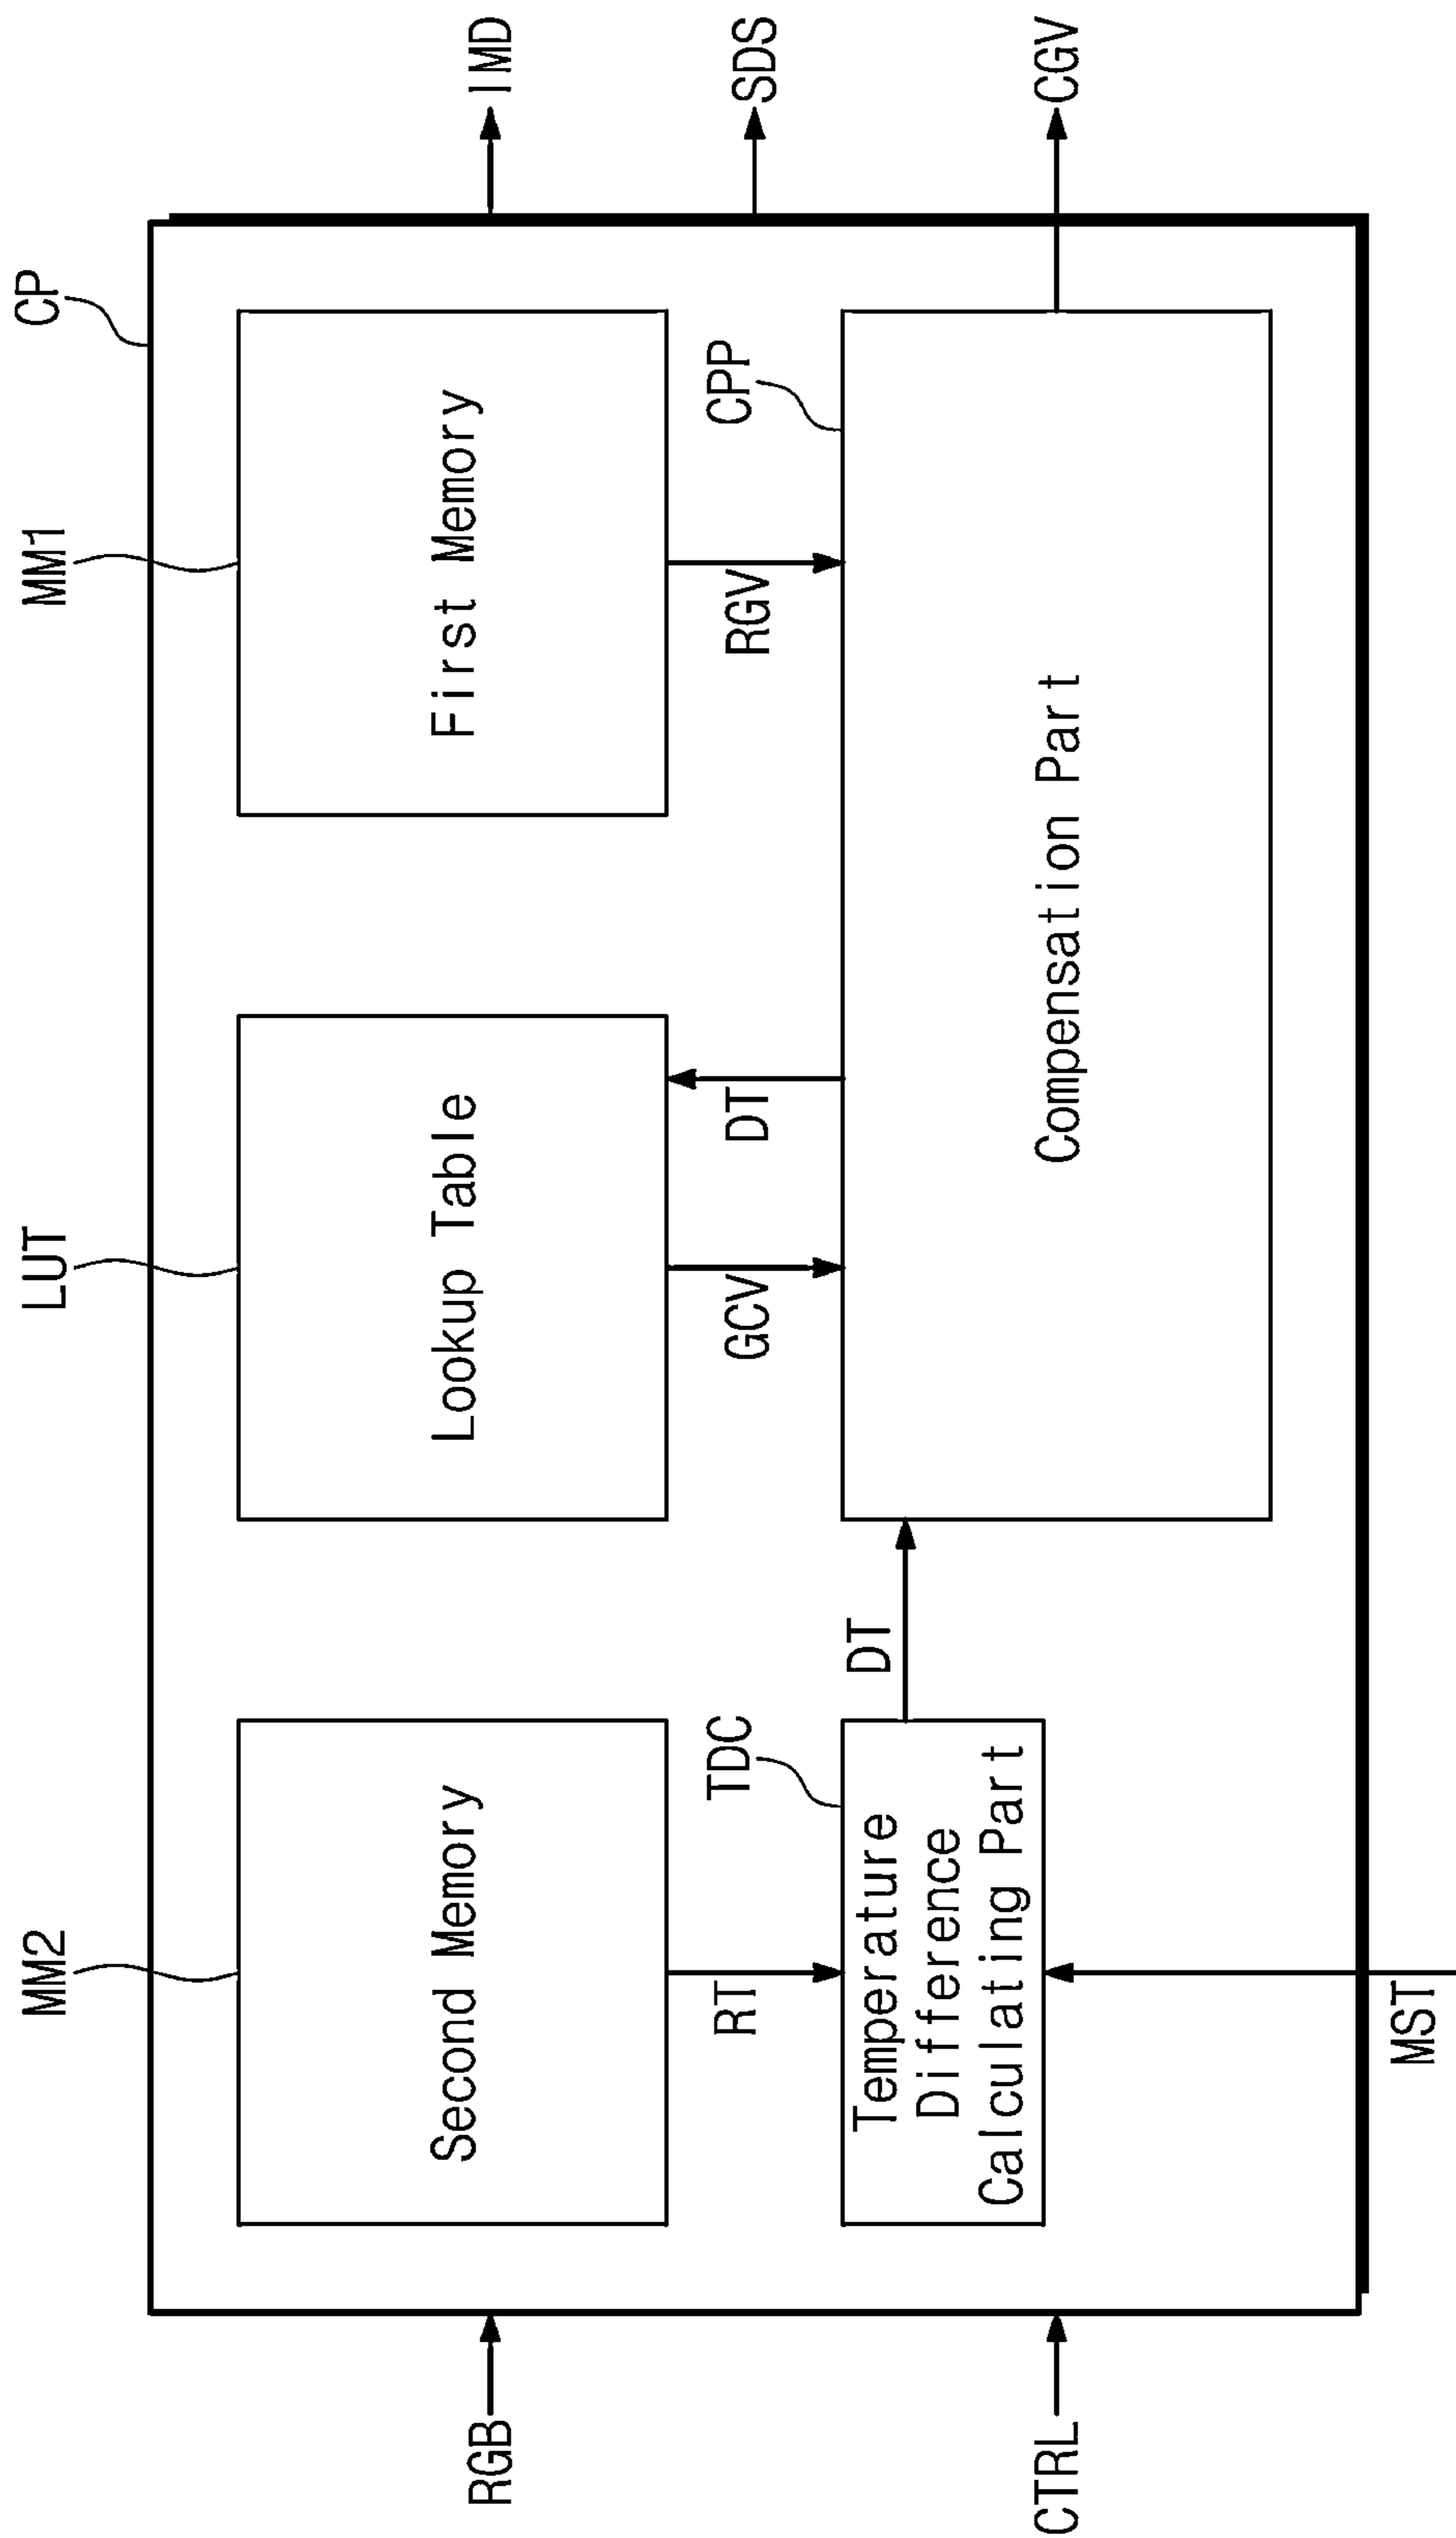 MM2
LUT
MM1
CP
RGB
Second Memory
Lookup Table
First Memory
IMD
RT
TDC
GCV
DT
RGV
CPP
SDS
DT
Temperature
Difference
Calculating Part
Compensation Part
CTRL
CGV
MST